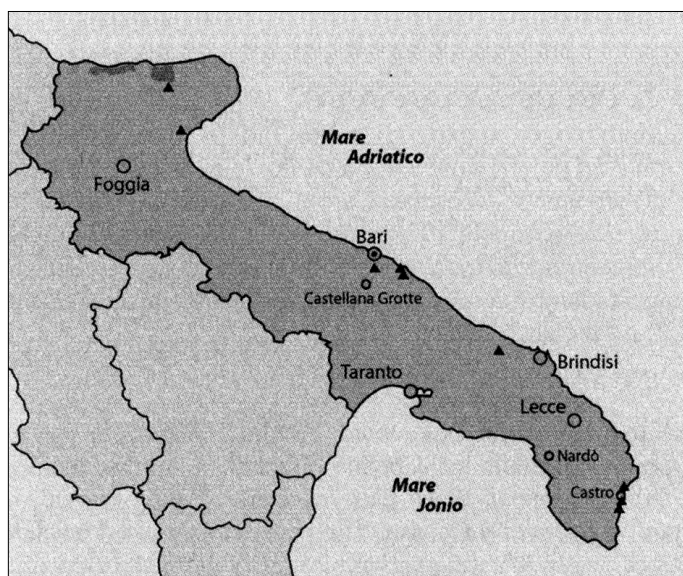 Mare
Adriatico
Foggia
Bari
Castellana Grotte
Taranto
Brindisi
Lecce
Nardò
Castro
Mare
Jonio